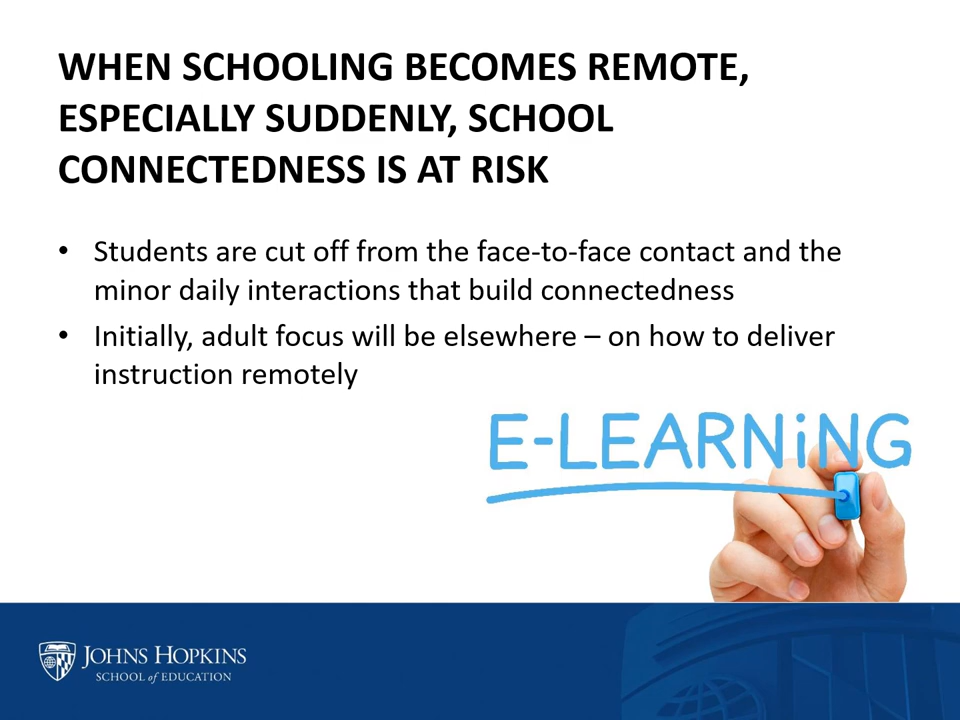 WHEN SCHOOLING BECOMES REMOTE,
ESPECIALLY SUDDENLY, SCHOOL
CONNECTEDNESS IS AT RISK
• Students are cut off from the face-to-face contact and the
minor daily interactions that build connectedness
• Initially, adult focus will be elsewhere – on how to deliver
instruction remotely
E-LEARNiNG
JOHNS HOPKINS
SCHOOL of EDUCATION